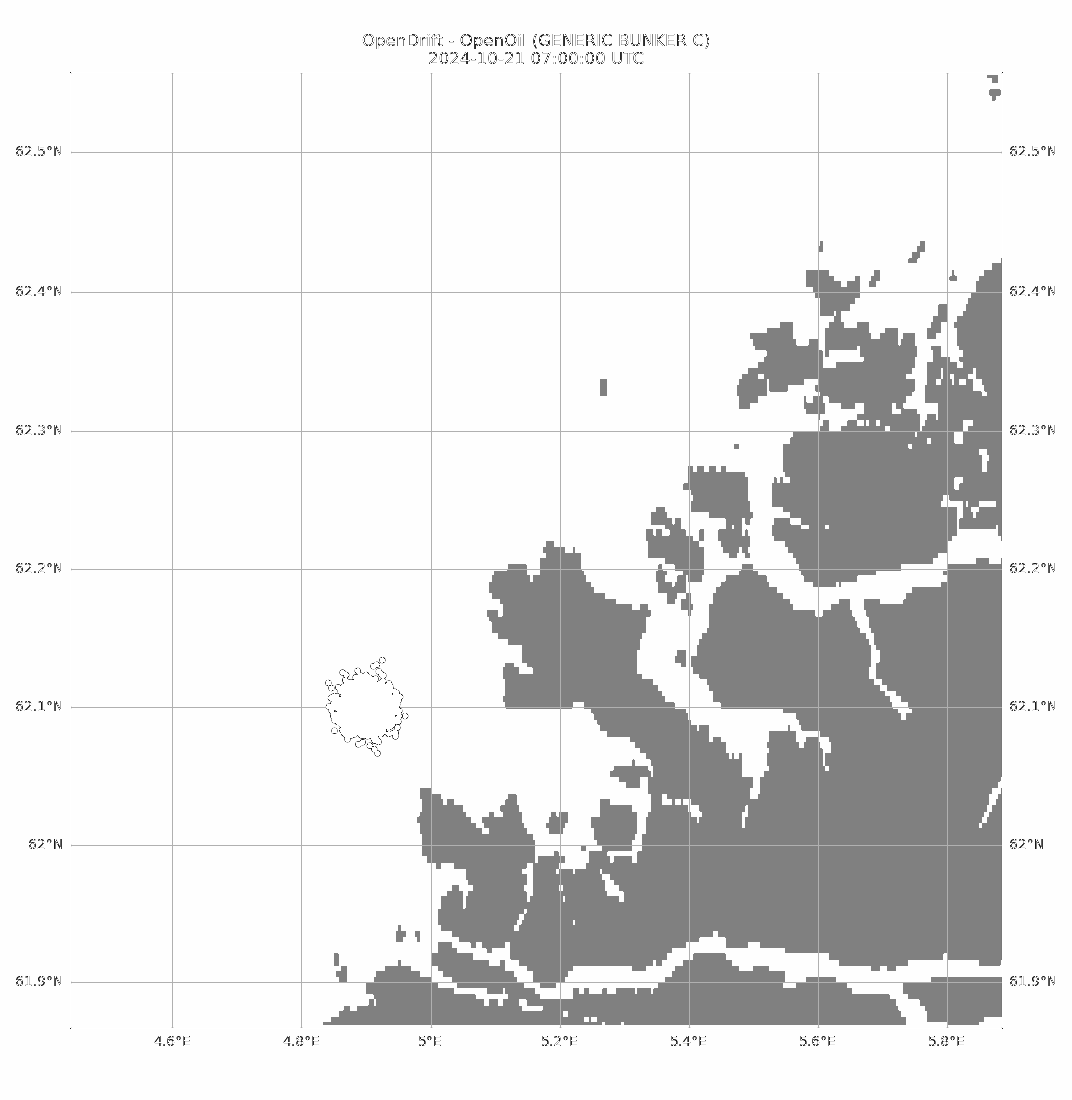 OpenDrift - OpenOil (GENERIC BUNKER C)
2024-10-21 07:00:00 UTC
62.5°N 62.5°N
62.4°N 62.4°N
62.3°N 62.3°N
62.2°N 62.2°N
62.1°N 62.1°N
62°N 62°N
61.9°N 61.9°N
4.6°E 4.8°E 5°E 5.2°E 5.4°E 5.6°E 5.8°E